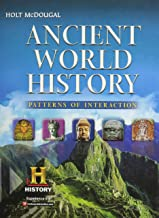 HOLT McDOUGAL
ANCIENT WORLD
HISTORY
PATTERNS OF INTERACTION
H
HISTORY